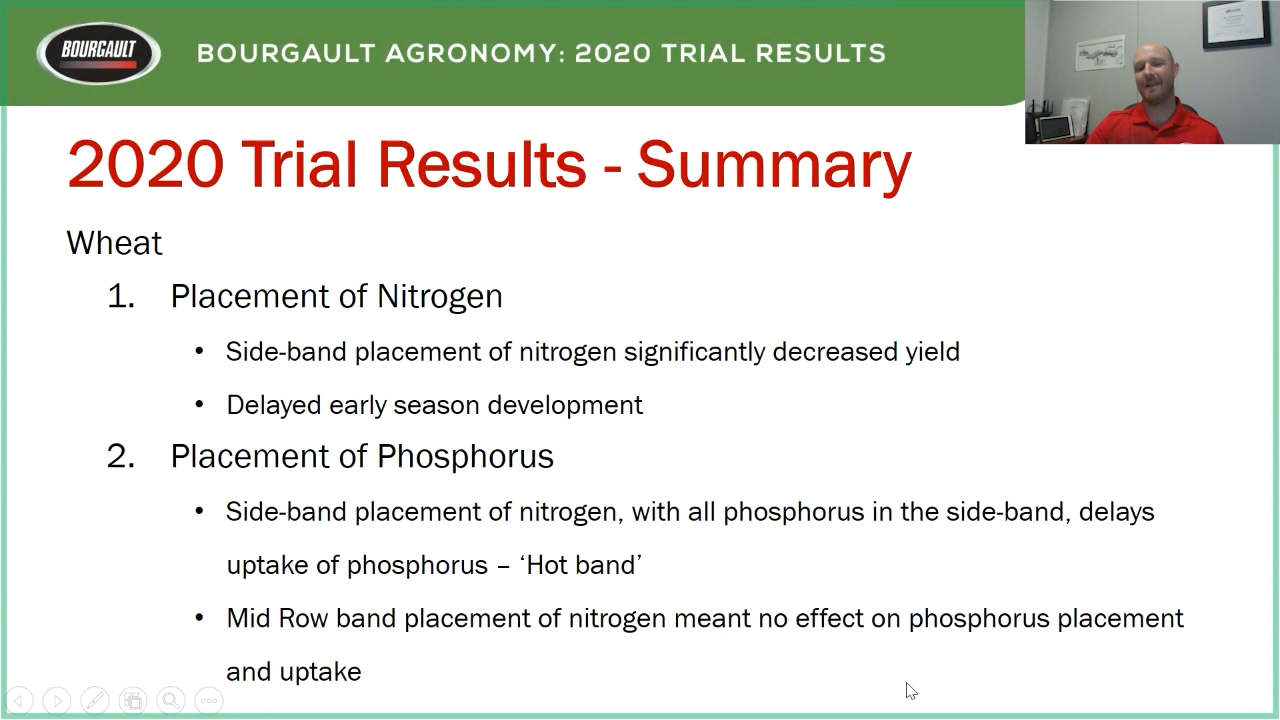 BOURGAULT
BOURGAULT AGRONOMY: 2020 TRIAL RESULTS
2020 Trial Results - Summary
Wheat
1. Placement of Nitrogen
• Side-band placement of nitrogen significantly decreased yield
• Delayed early season development
2. Placement of Phosphorus
• Side-band placement of nitrogen, with all phosphorus in the side-band, delays
uptake of phosphorus – ‘Hot band’
• Mid Row band placement of nitrogen meant no effect on phosphorus placement
and uptake